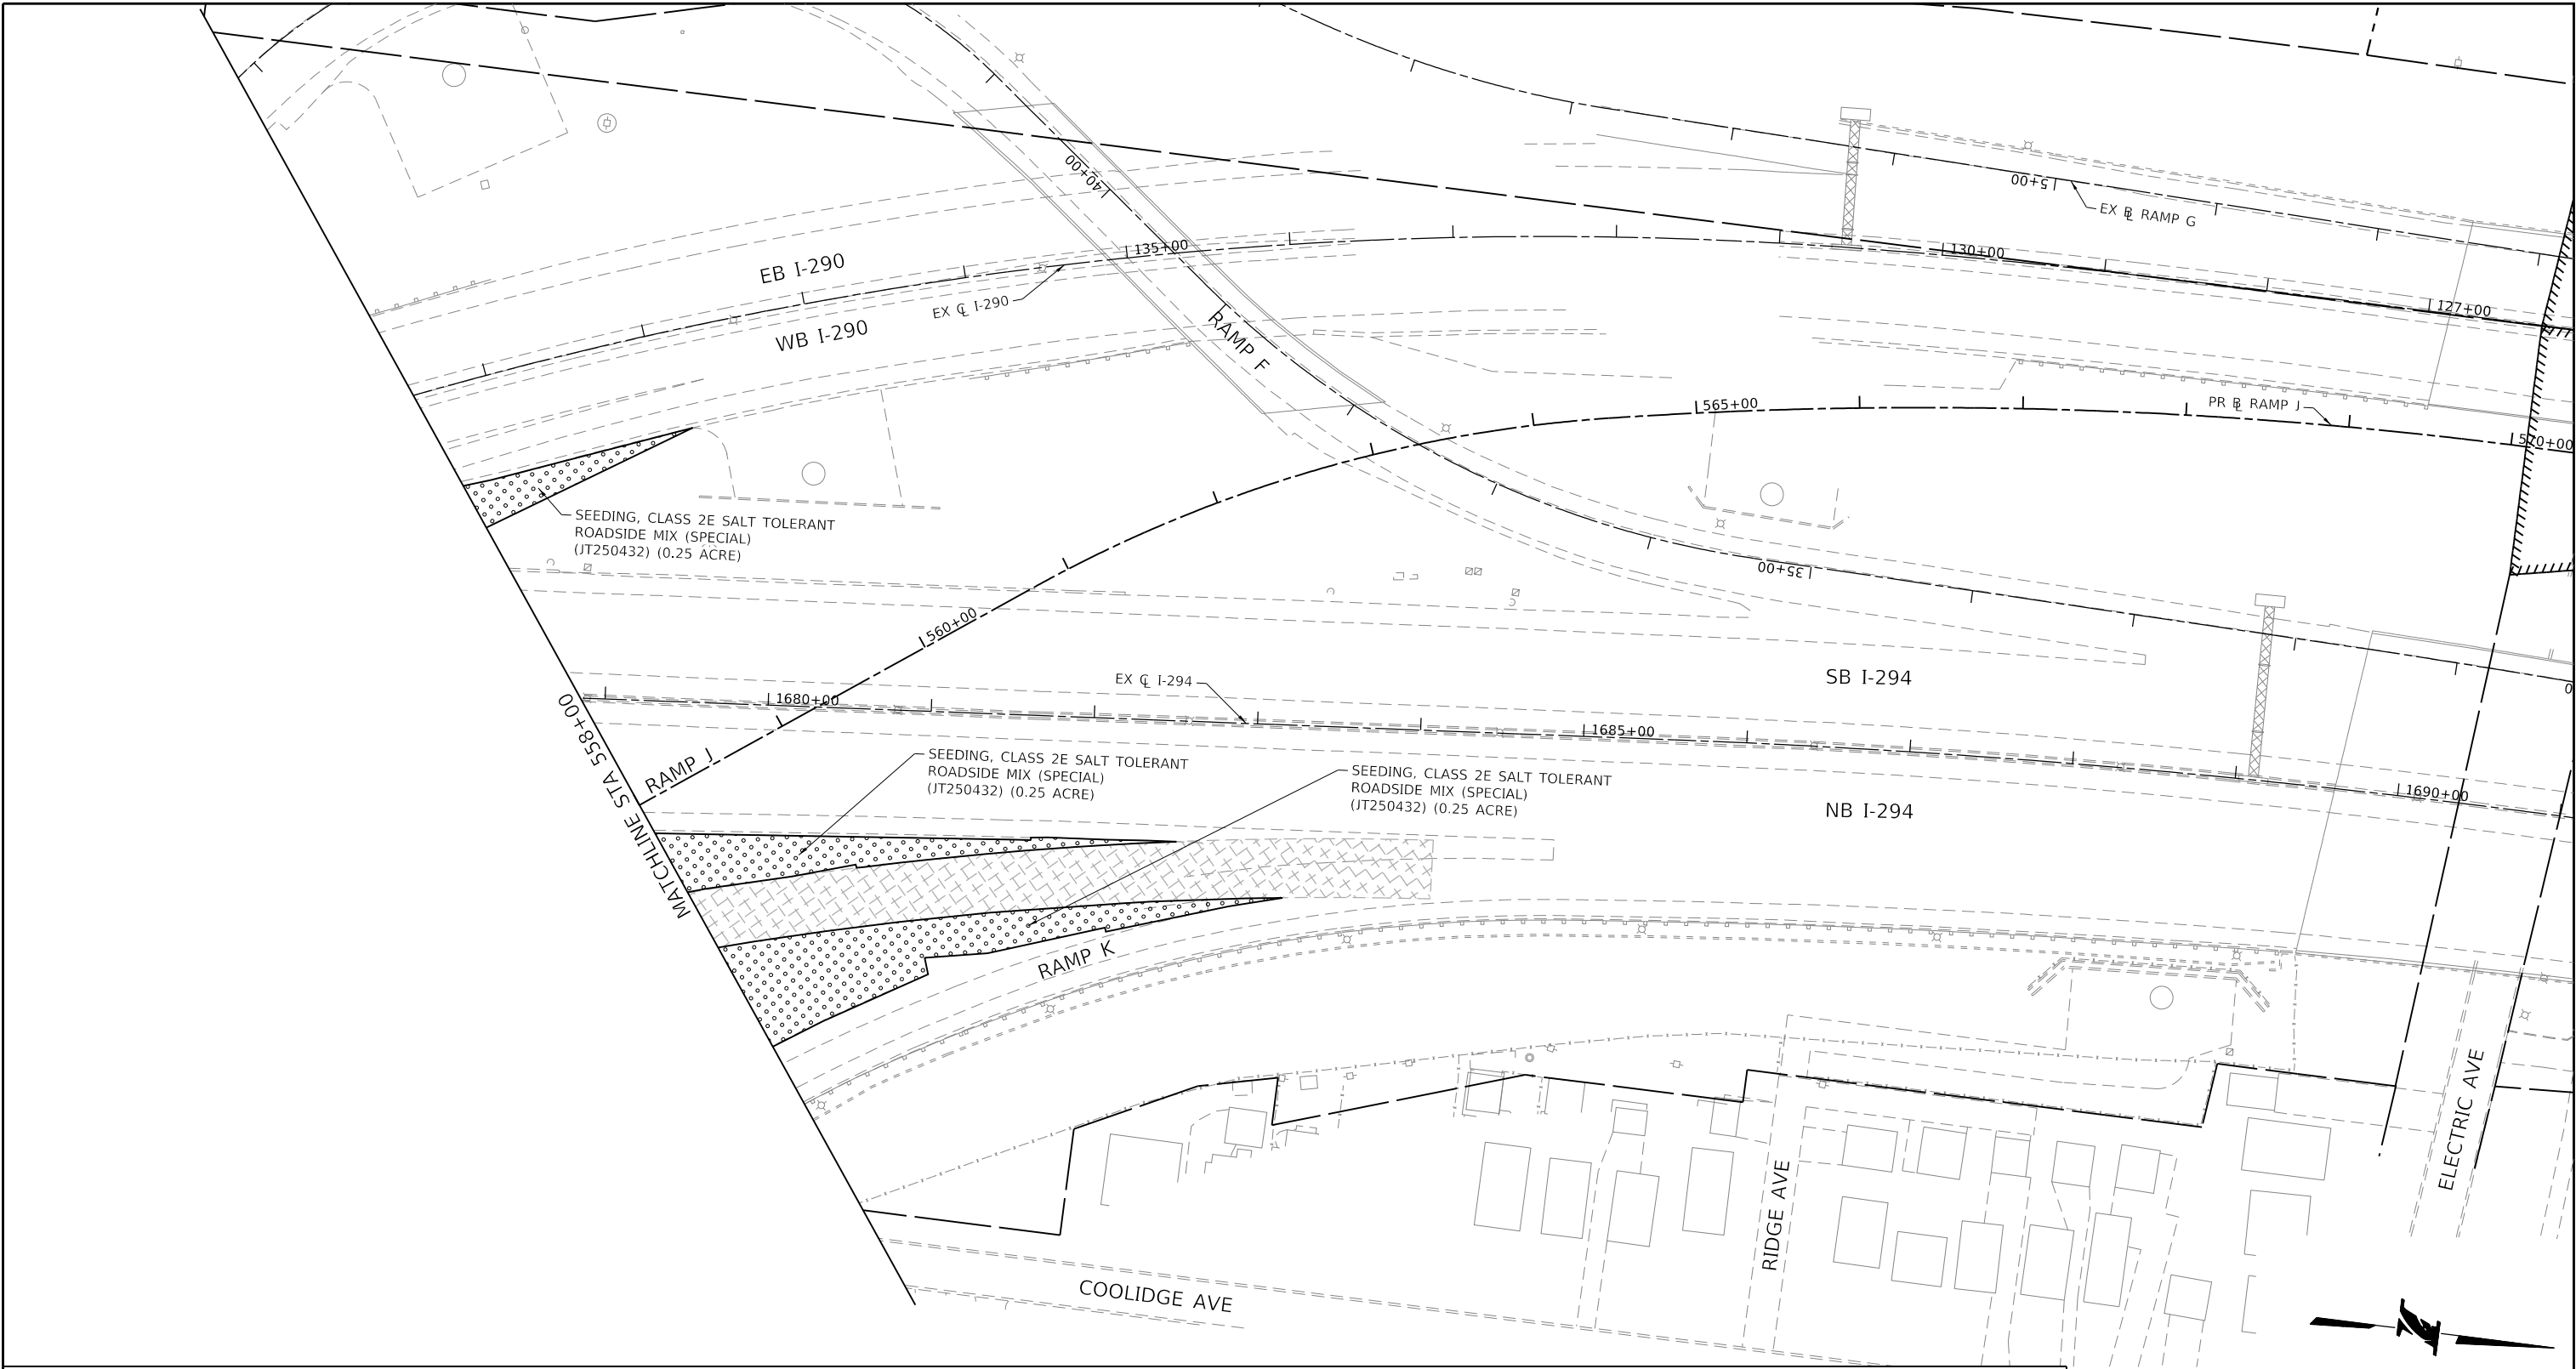 40+00
15+00
EX B RAMP G
135+00
130+00
EB I-290
EX CL I-290
127+00
WB I-290
RAMP F
565+00
PR B RAMP J
570+00
SEEDING, CLASS 2E SALT TOLERANT
ROADSIDE MIX (SPECIAL)
(JT250432) (0.25 ACRE)
35+00
560+00
SB I-294
EX CL I-294
1680+00
MATCHLINE STA 558+00
1685+00
RAMP J
SEEDING, CLASS 2E SALT TOLERANT
ROADSIDE MIX (SPECIAL)
(JT250432) (0.25 ACRE)
SEEDING, CLASS 2E SALT TOLERANT
ROADSIDE MIX (SPECIAL)
(JT250432) (0.25 ACRE)
1690+00
NB I-294
RAMP K
ELECTRIC AVE
RIDGE AVE
COOLIDGE AVE